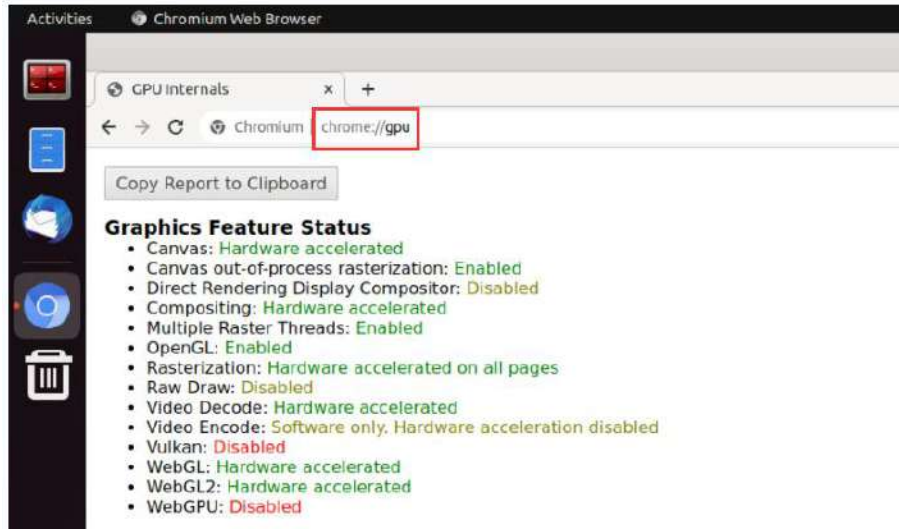 Activities Chromium Web Browser
GPU Internals × +
Chromium | chrome://gpu
Copy Report to Clipboard
Graphics Feature Status
• Canvas: Hardware accelerated
• Canvas out-of-process rasterization: Enabled
• Direct Rendering Display Compositor: Disabled
• Compositing: Hardware accelerated
• Multiple Raster Threads: Enabled
• OpenGL: Enabled
• Rasterization: Hardware accelerated on all pages
• Raw Draw: Disabled
• Video Decode: Hardware accelerated
• Video Encode: Software only. Hardware acceleration disabled
• Vulkan: Disabled
• WebGL: Hardware accelerated
• WebGL2: Hardware accelerated
• WebGPU: Disabled